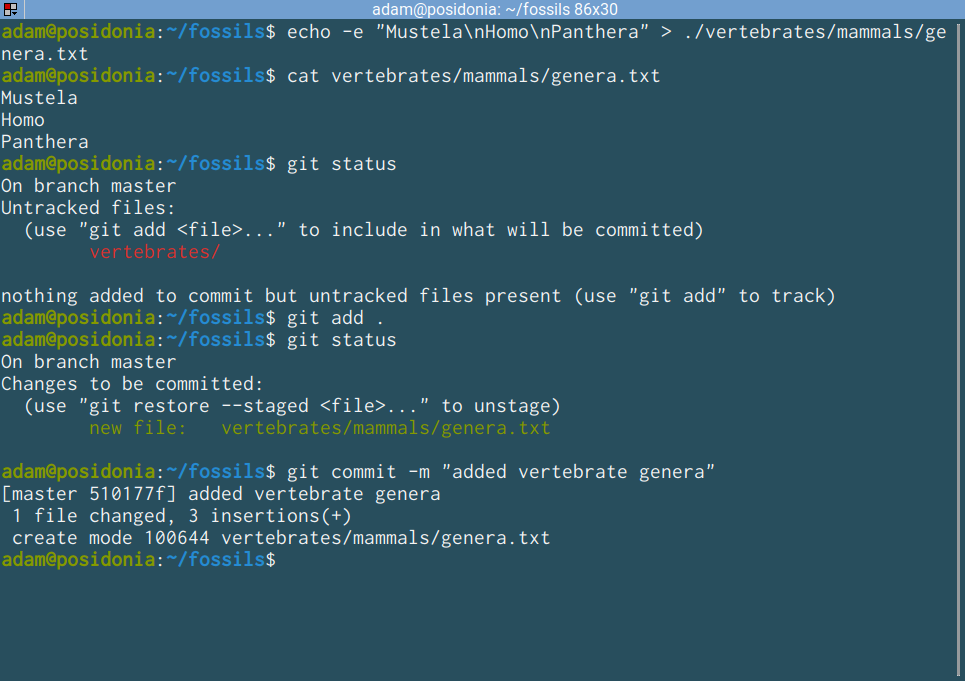 adam@posidonia: ~/fossils 86x30
adam@posidonia:~/fossils$ echo -e "Mustela\nHomo\nPanthera" > ./vertebrates/mammals/ge
nera.txt
adam@posidonia:~/fossils$ cat vertebrates/mammals/genera.txt
Mustela
Homo
Panthera
adam@posidonia:~/fossils$ git status
On branch master
Untracked files:
  (use "git add <file>..." to include in what will be committed)
        vertebrates/

nothing added to commit but untracked files present (use "git add" to track)
adam@posidonia:~/fossils$ git add .
adam@posidonia:~/fossils$ git status
On branch master
Changes to be committed:
  (use "git restore --staged <file>..." to unstage)
        new file:   vertebrates/mammals/genera.txt

adam@posidonia:~/fossils$ git commit -m "added vertebrate genera"
[master 510177f] added vertebrate genera
 1 file changed, 3 insertions(+)
 create mode 100644 vertebrates/mammals/genera.txt
adam@posidonia:~/fossils$